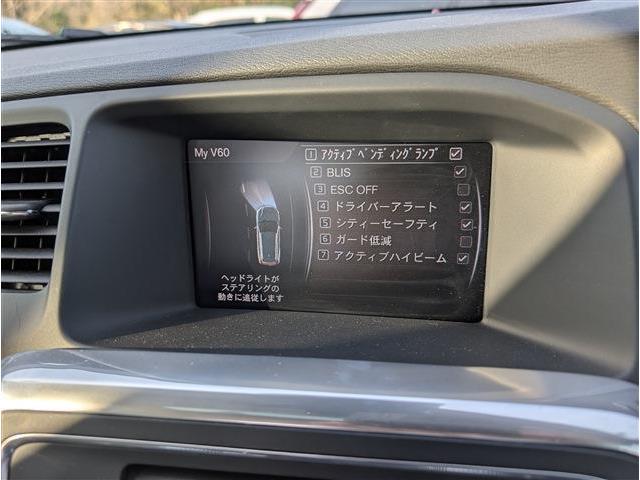 My V60
1 アクティブベンディングランプ
2 BLIS
3 ESC OFF
4 ドライバーアラート
5 シティーセーフティ
6 ガード低減
7 アクティブハイビーム
ヘッドライトが
ステアリングの
動きに追従します